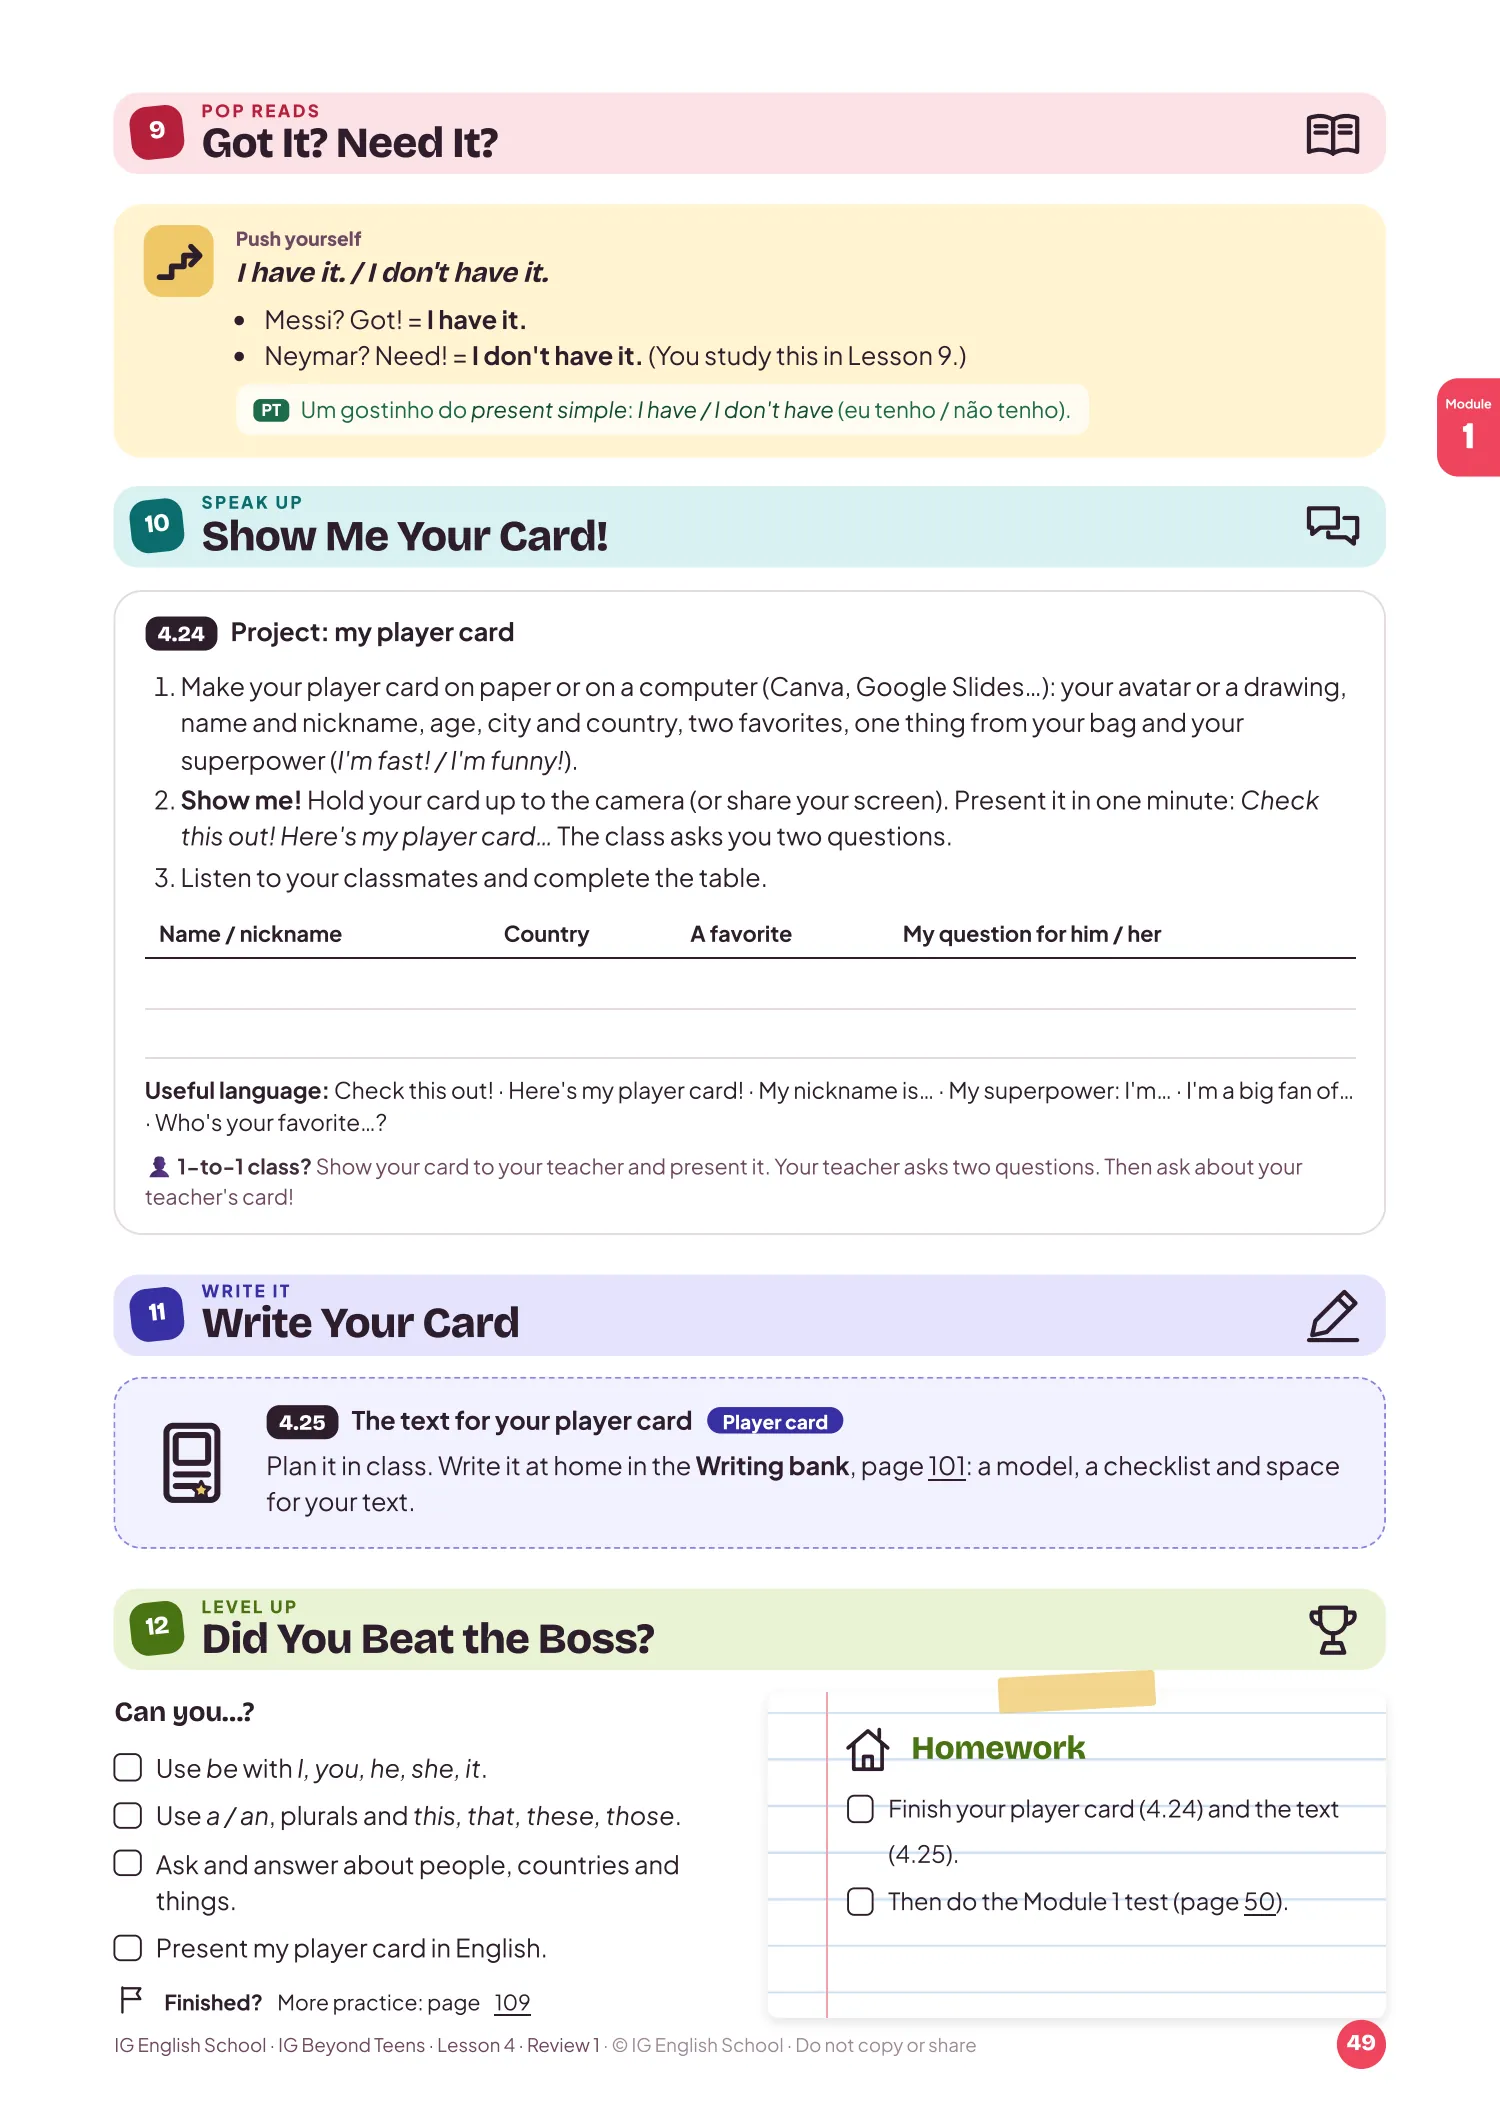 9
POP READS
Got It? Need It?
Push yourself
I have it. / I don't have it.
• Messi? Got! = I have it.
• Neymar? Need! = I don't have it. (You study this in Lesson 9.)
PT Um gostinho do present simple: I have / I don't have (eu tenho / não tenho).
Module
1
10
SPEAK UP
Show Me Your Card!
4.24 Project: my player card
1. Make your player card on paper or on a computer (Canva, Google Slides...): your avatar or a drawing,
name and nickname, age, city and country, two favorites, one thing from your bag and your
superpower (I'm fast! / I'm funny!).
2. Show me! Hold your card up to the camera (or share your screen). Present it in one minute: Check
this out! Here's my player card... The class asks you two questions.
3. Listen to your classmates and complete the table.
Name / nickname Country A favorite My question for him / her
Useful language: Check this out! · Here's my player card! · My nickname is... · My superpower: I'm... · I'm a big fan of...
· Who's your favorite...?
1-to-1 class? Show your card to your teacher and present it. Your teacher asks two questions. Then ask about your
teacher's card!
11
WRITE IT
Write Your Card
4.25 The text for your player card Player card
Plan it in class. Write it at home in the Writing bank, page 101: a model, a checklist and space
for your text.
12
LEVEL UP
Did You Beat the Boss?
Can you...?
Use be with I, you, he, she, it.
Use a / an, plurals and this, that, these, those.
Ask and answer about people, countries and
things.
Present my player card in English.
Finished? More practice: page 109
Homework
Finish your player card (4.24) and the text
(4.25).
Then do the Module 1 test (page 50).
IG English School · IG Beyond Teens · Lesson 4 · Review 1 · © IG English School · Do not copy or share
49